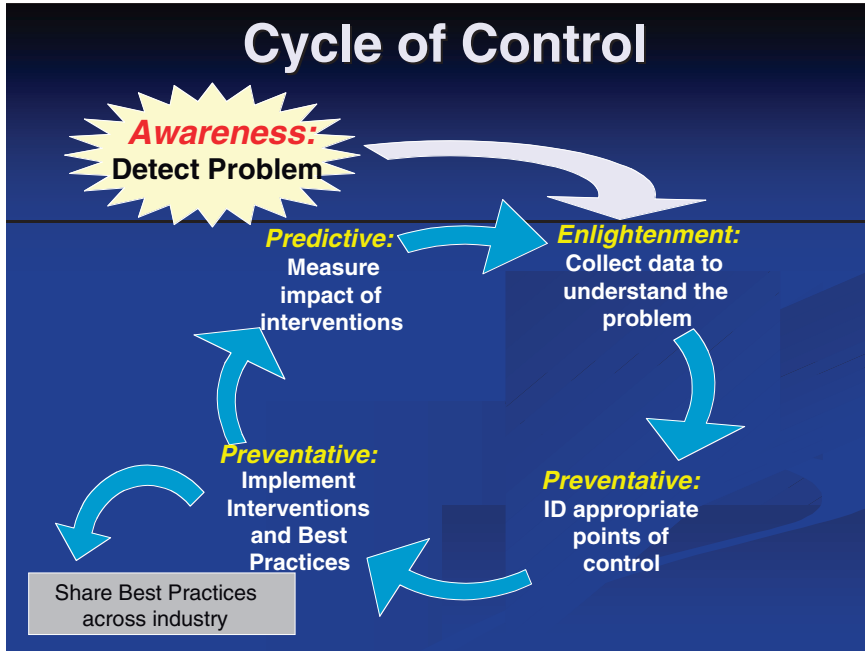 Cycle of Control
Awareness:
Detect Problem
Predictive:
Measure
impact of
interventions
Enlightenment:
Collect data to
understand the
problem
Preventative:
ID appropriate
points of
control
Preventative:
Implement
Interventions
and Best
Practices
Share Best Practices
across industry